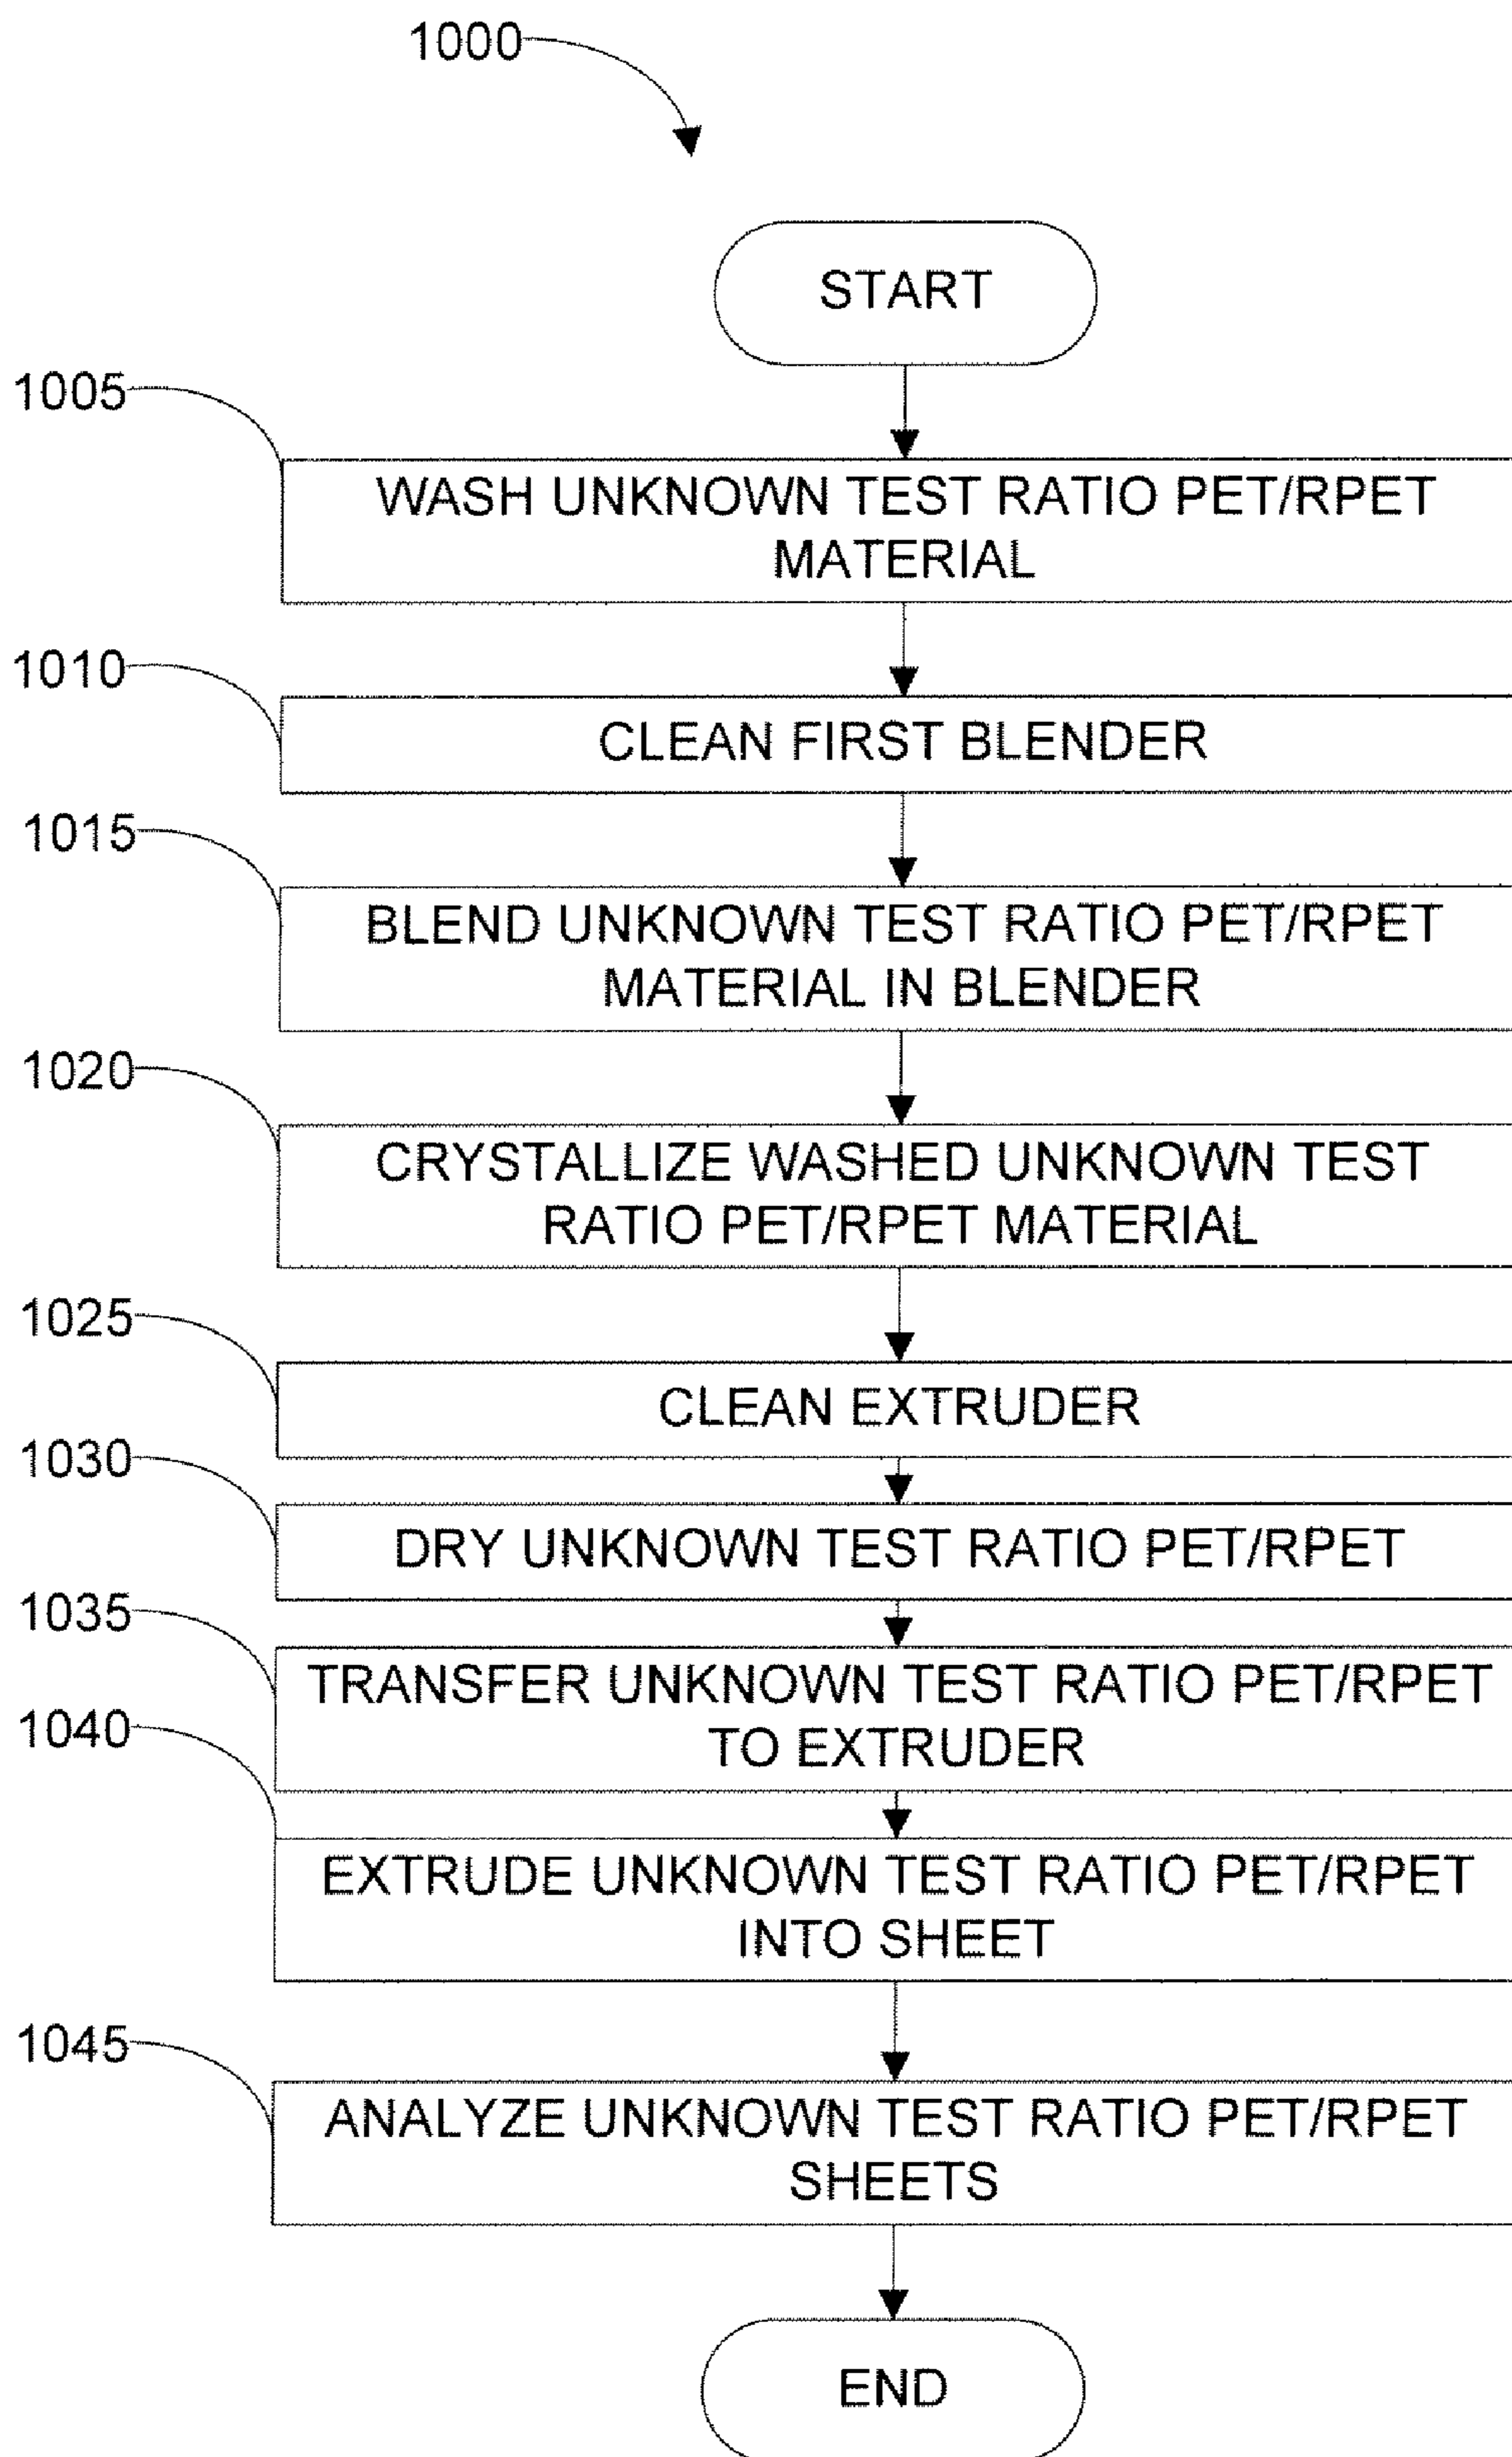 1000
START
1005
WASH UNKNOWN TEST RATIO PET/RPET
MATERIAL
1010
CLEAN FIRST BLENDER
1015
BLEND UNKNOWN TEST RATIO PET/RPET
MATERIAL IN BLENDER
1020
CRYSTALLIZE WASHED UNKNOWN TEST
RATIO PET/RPET MATERIAL
1025
CLEAN EXTRUDER
1030
DRY UNKNOWN TEST RATIO PET/RPET
1035
TRANSFER UNKNOWN TEST RATIO PET/RPET
TO EXTRUDER
1040
EXTRUDE UNKNOWN TEST RATIO PET/RPET
INTO SHEET
1045
ANALYZE UNKNOWN TEST RATIO PET/RPET
SHEETS
END